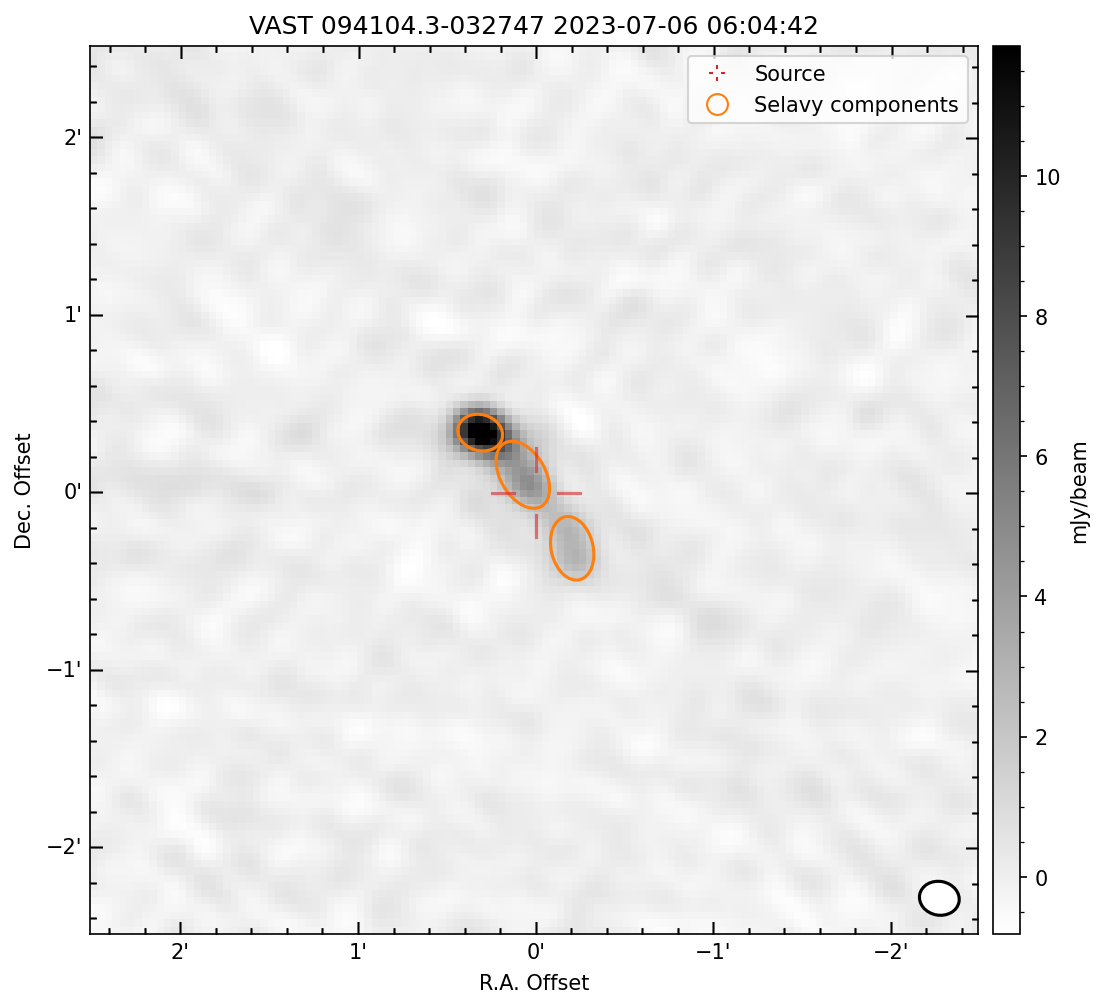 VAST 094104.3-032747 2023-07-06 06:04:42
Source
Selavy components
2'
1'
0'
−1'
−2'
Dec. Offset
2'
1'
0'
−1'
−2'
R.A. Offset
10
8
6
4
2
0
mJy/beam